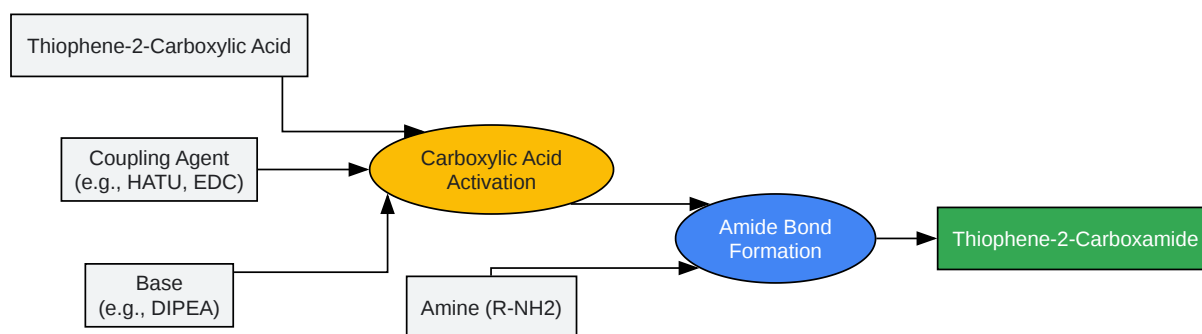 Thiophene-2-Carboxylic Acid
Coupling Agent
(e.g., HATU, EDC)
Carboxylic Acid
Activation
Base
(e.g., DIPEA)
Amine (R-NH2)
Amide Bond
Formation
Thiophene-2-Carboxamide